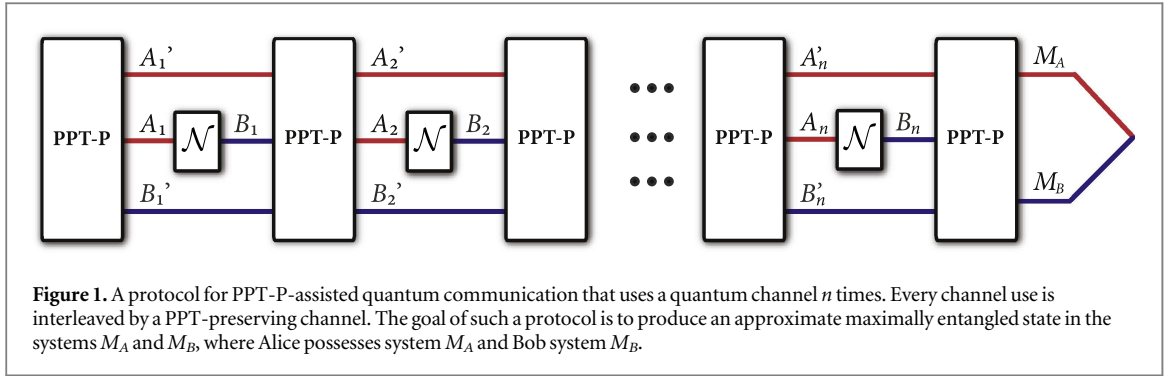 A₁’ A₂’ A′ₙ M_A
PPT-P A₁ 𝒩 B₁ PPT-P A₂ 𝒩 B₂ PPT-P ••• PPT-P Aₙ 𝒩 Bₙ PPT-P
B₁’ B₂’ B′ₙ M_B
Figure 1. A protocol for PPT-P-assisted quantum communication that uses a quantum channel n times. Every channel use is
interleaved by a PPT-preserving channel. The goal of such a protocol is to produce an approximate maximally entangled state in the
systems M_A and M_B, where Alice possesses system M_A and Bob system M_B.